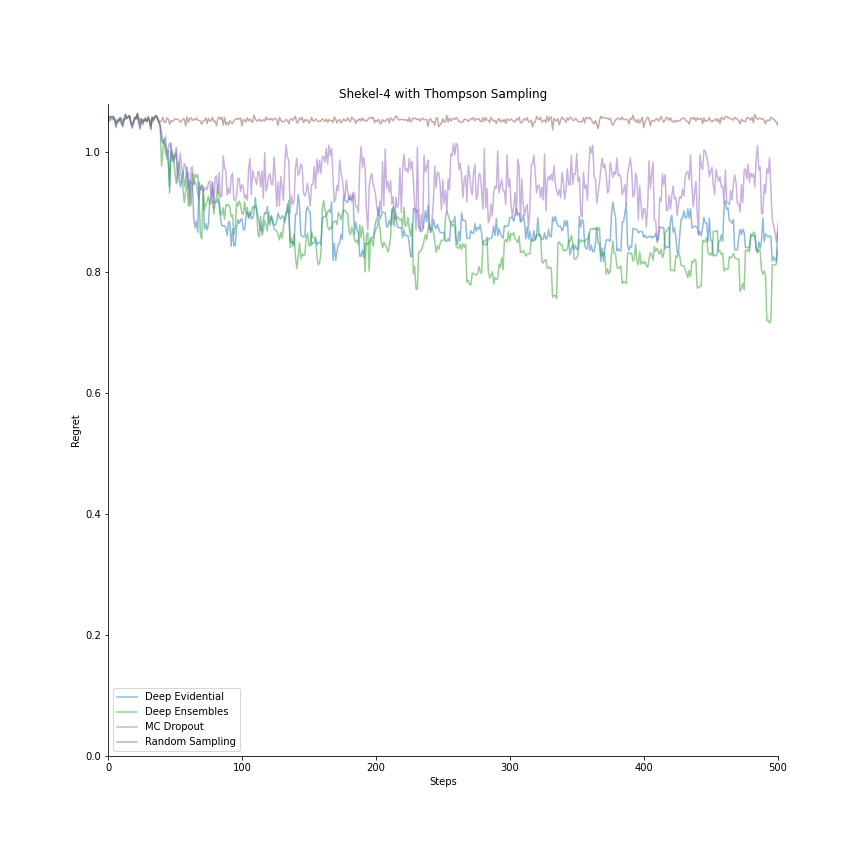 Shekel-4 with Thompson Sampling
1.0
0.8
0.6
0.4
0.2
0.0
Regret
Deep Evidential
Deep Ensembles
MC Dropout
Random Sampling
0 100 200 300 400 500
Steps